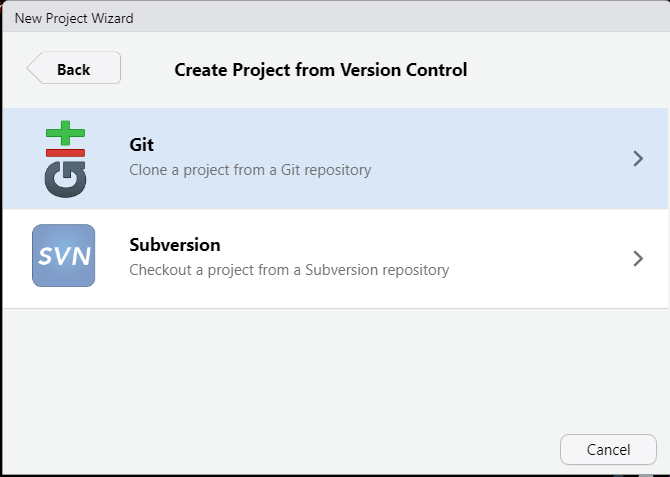 New Project Wizard
Back
Create Project from Version Control
Git
Git
Clone a project from a Git repository
SVN
Subversion
Checkout a project from a Subversion repository
Cancel